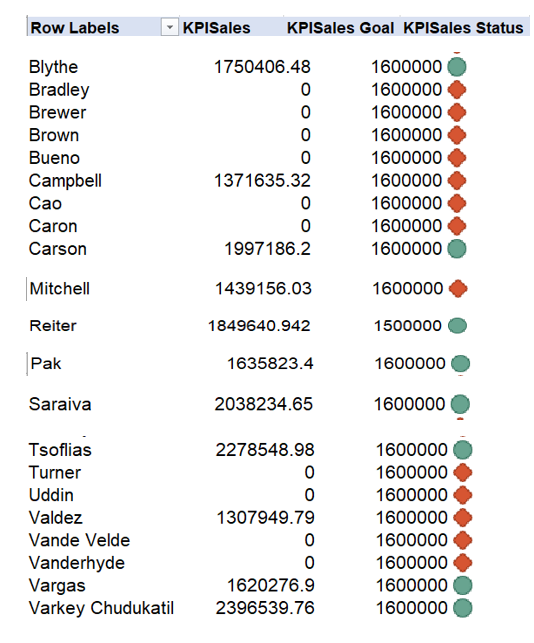 Row Labels KPISales KPISales Goal KPISales Status
Blythe 1750406.48 1600000
Bradley 0 1600000
Brewer 0 1600000
Brown 0 1600000
Bueno 0 1600000
Campbell 1371635.32 1600000
Cao 0 1600000
Caron 0 1600000
Carson 1997186.2 1600000
Mitchell 1439156.03 1600000
Reiter 1849640.942 1500000
Pak 1635823.4 1600000
Saraiva 2038234.65 1600000
Tsoflias 2278548.98 1600000
Turner 0 1600000
Uddin 0 1600000
Valdez 1307949.79 1600000
Vande Velde 0 1600000
Vanderhyde 0 1600000
Vargas 1620276.9 1600000
Varkey Chudukatil 2396539.76 1600000